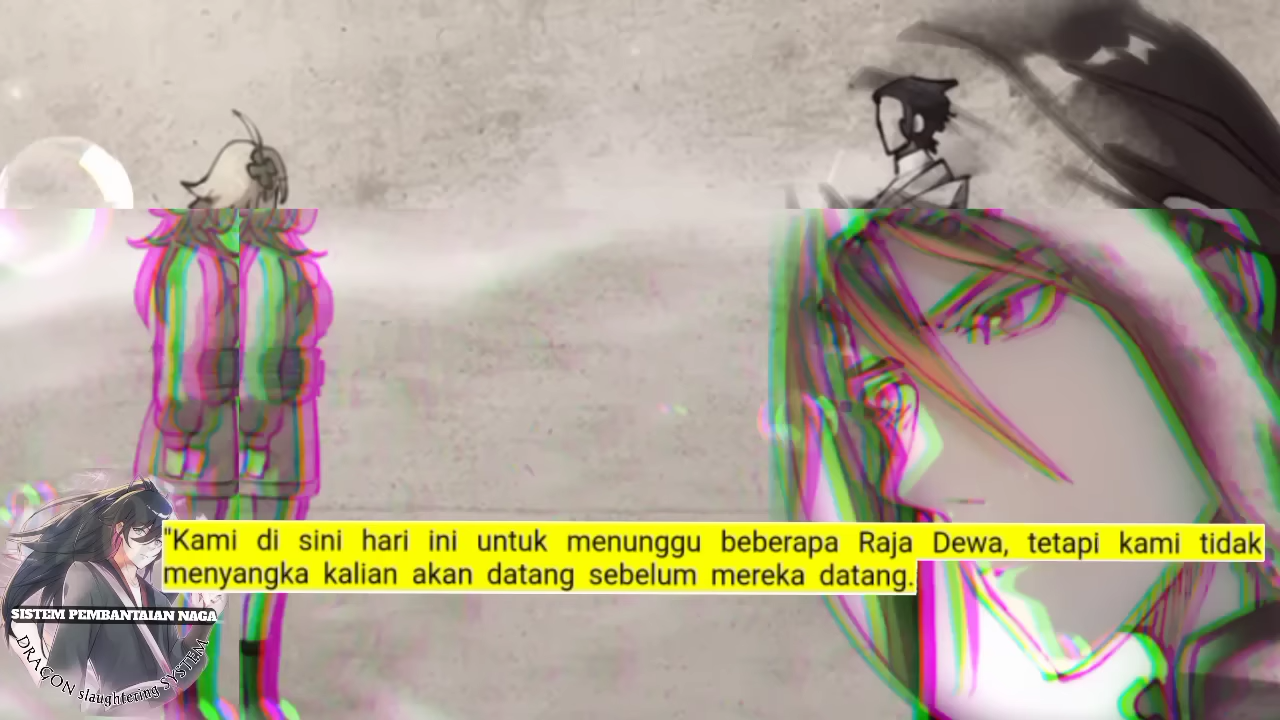 "Kami di sini hari ini untuk menunggu beberapa Raja Dewa, tetapi kami tidak
menyangka kalian akan datang sebelum mereka datang.
SISTEM PEMBANTAIAN NAGA
DRAGON slaughtering SYSTEM